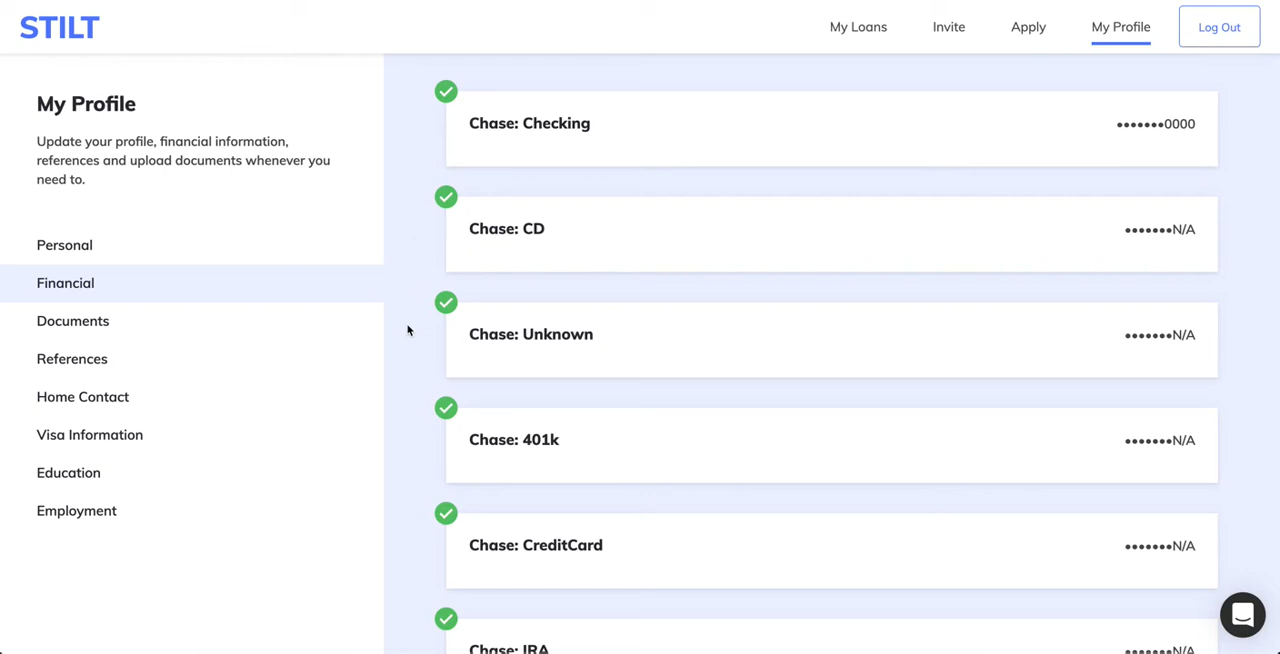 STILT
My Loans
Invite
Apply
My Profile
Log Out
My Profile
Update your profile, financial information,
references and upload documents whenever you
need to.
Personal
Financial
Documents
References
Home Contact
Visa Information
Education
Employment
Chase: Checking •••••••0000
Chase: CD •••••••N/A
Chase: Unknown •••••••N/A
Chase: 401k •••••••N/A
Chase: CreditCard •••••••N/A
Chase: IRA •••••••N/A